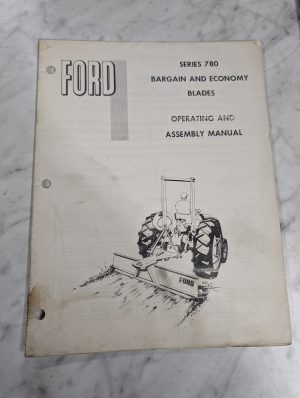 FORD
SERIES 780
BARGAIN AND ECONOMY
BLADES
OPERATING AND
ASSEMBLY MANUAL
FORD